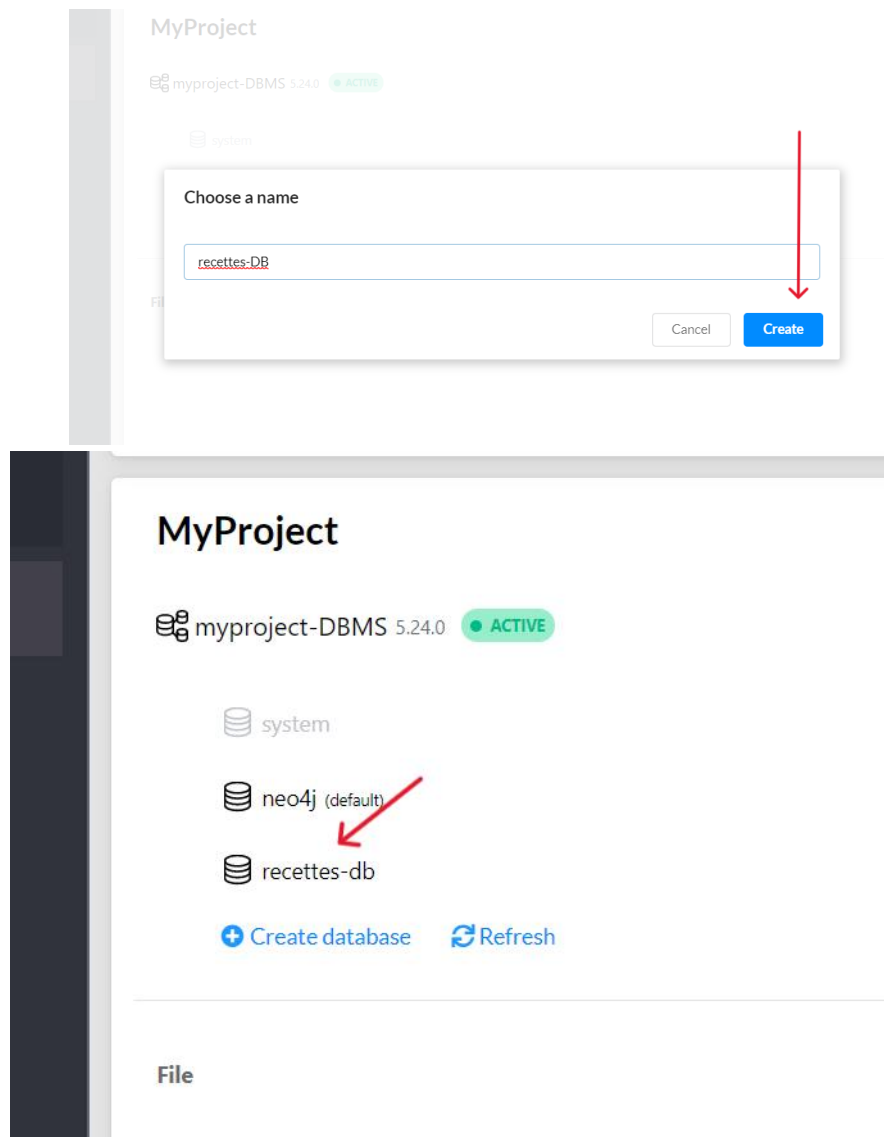 MyProject
myproject-DBMS 5.24.0 ACTIVE
system
Choose a name
recettes-DB
Fil
Cancel Create
MyProject
myproject-DBMS 5.24.0 ACTIVE
system
neo4j (default)
recettes-db
Create database Refresh
File